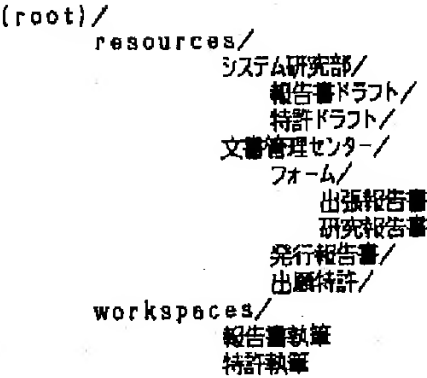 (root)/
resources/
システム研究部/
報告書ドラフト/
特許ドラフト/
文書管理センター/
フォーム/
出張報告書
研究報告書
発行報告書/
出願特許/
workspaces/
報告書執筆
特許執筆